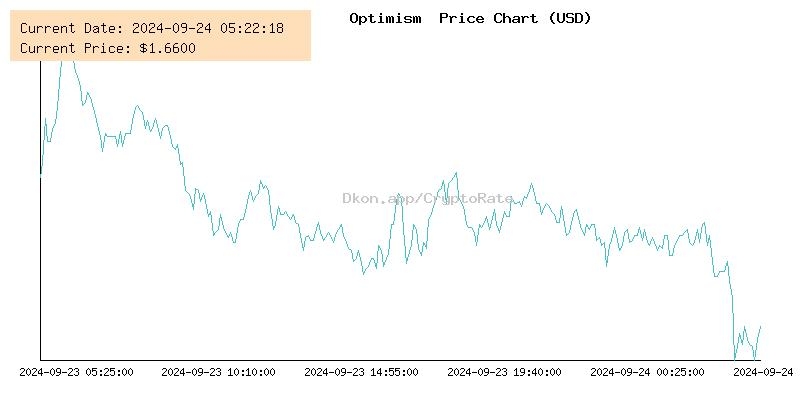 Optimism  Price Chart (USD)
Current Date: 2024-09-24 05:22:18
Current Price: $1.6600
Dkon.app/CryptoRate
2024-09-23 05:25:00 2024-09-23 10:10:00 2024-09-23 14:55:00 2024-09-23 19:40:00 2024-09-24 00:25:00 2024-09-24